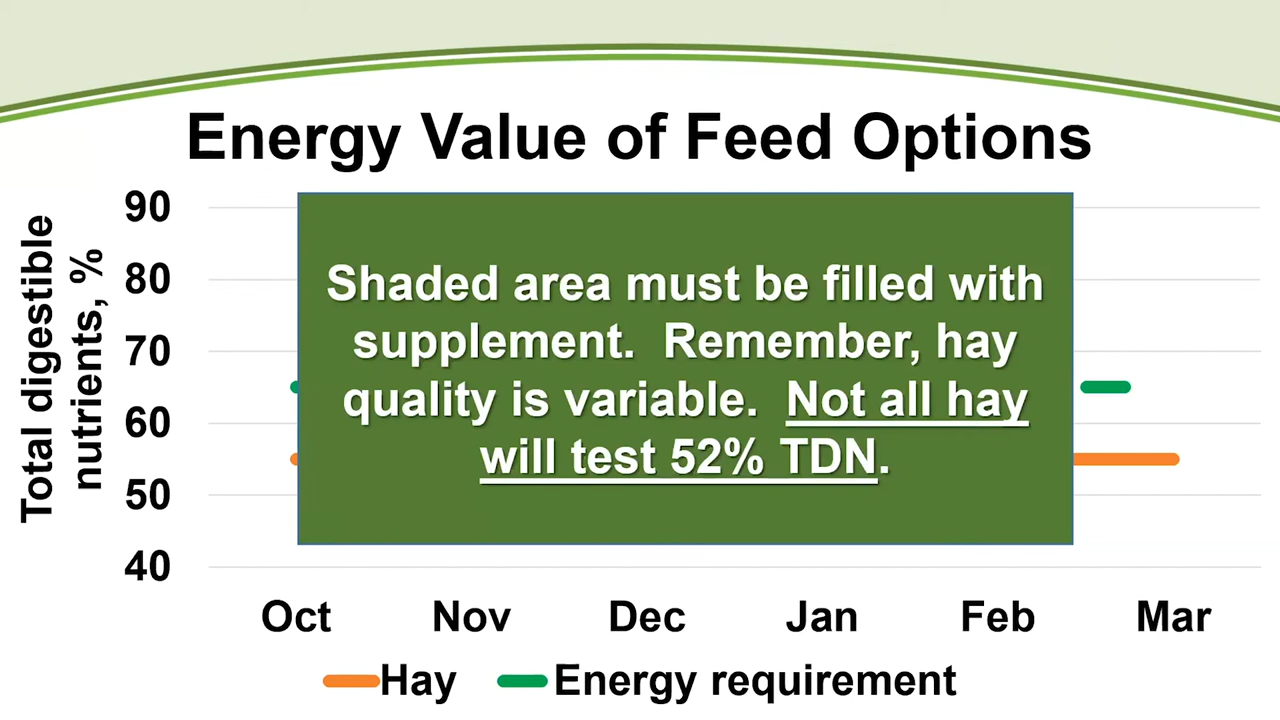 Energy Value of Feed Options
Total digestible
nutrients, %
90
80
70
60
50
40
Shaded area must be filled with
supplement.  Remember, hay
quality is variable.  Not all hay
will test 52% TDN.
Oct Nov Dec Jan Feb Mar
Hay Energy requirement